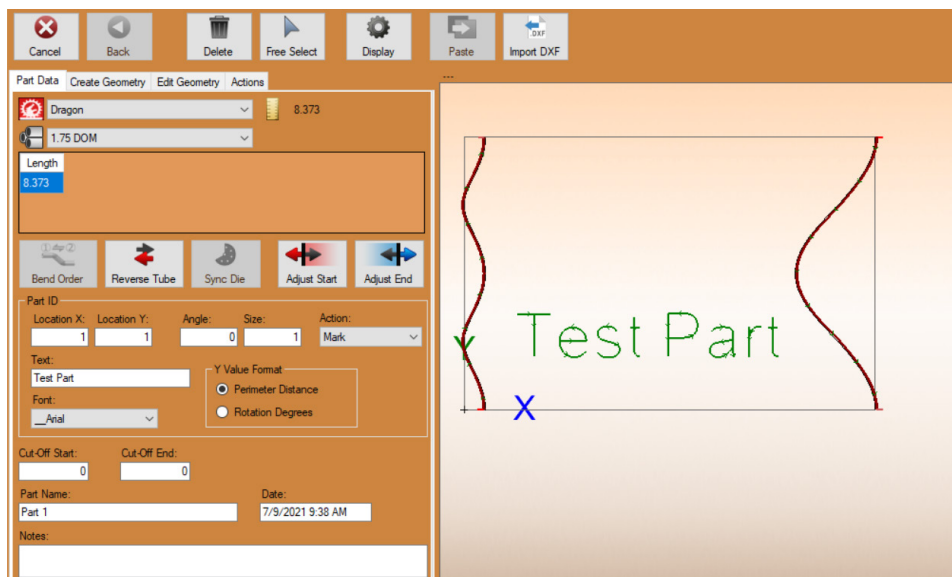 Cancel Back Delete Free Select Display Paste Import DXF
Part Data Create Geometry Edit Geometry Actions
---
Dragon 8.373
1.75 DOM
Length
8.373
Bend Order Reverse Tube Sync Die Adjust Start Adjust End
Part ID
Location X: Location Y: Angle: Size: Action:
1 1 0 1 Mark
Text:
Test Part
Y Value Format
Perimeter Distance
Rotation Degrees
Font:
__Arial
Cut-Off Start: Cut-Off End:
0 0
Part Name: Date:
Part 1 7/9/2021 9:38 AM
Notes:
Test Part
Y
X